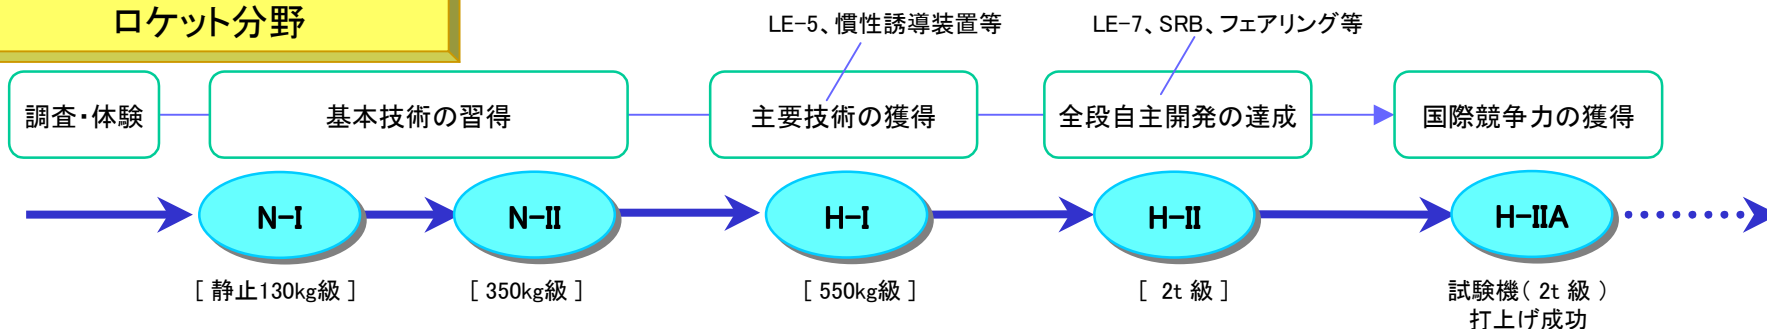 ロケット分野
LE-5、慣性誘導装置等
LE-7、SRB、フェアリング等
調査・体験
基本技術の習得
主要技術の獲得
全段自主開発の達成
国際競争力の獲得
N-I
N-II
H-I
H-II
H-IIA
[ 静止130kg級 ]
[ 350kg級 ]
[ 550kg級 ]
[ 2t 級 ]
試験機( 2t 級 )
打上げ成功